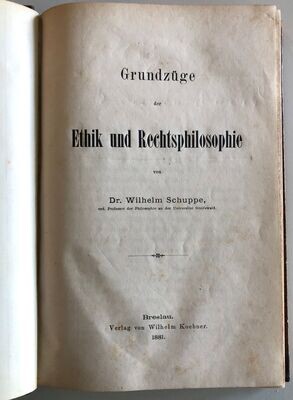 Grundzüge
der
Ethik und Rechtsphilosophie
von
Dr. Wilhelm Schuppe,
ord. Professor der Philosophie an der Universität Greifswald.
Breslau.
Verlag von Wilhelm Koebner.
1881.